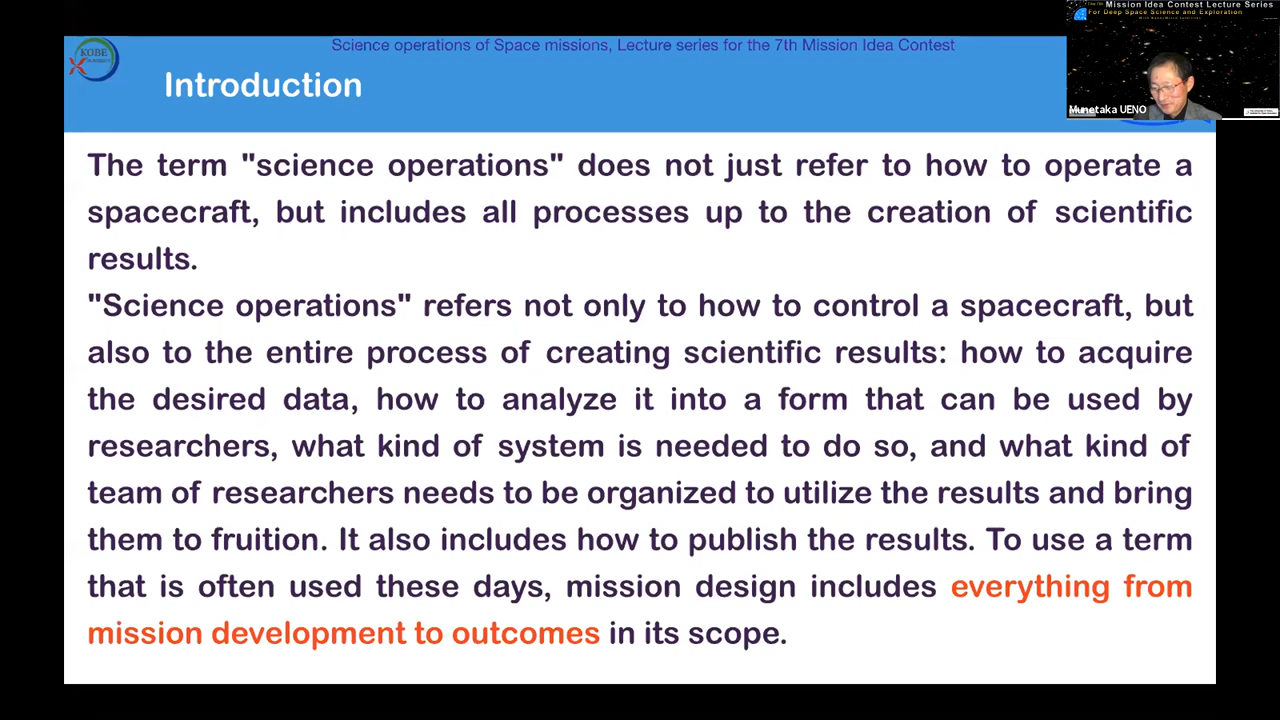 Mission Idea Contest Lecture Series
For Deep Space Science and Exploration
KOBE
Science operations of Space missions, Lecture series for the 7th Mission Idea Contest
Introduction
Munetaka UENO
The term "science operations" does not just refer to how to operate a
spacecraft, but includes all processes up to the creation of scientific
results.
"Science operations" refers not only to how to control a spacecraft, but
also to the entire process of creating scientific results: how to acquire
the desired data, how to analyze it into a form that can be used by
researchers, what kind of system is needed to do so, and what kind of
team of researchers needs to be organized to utilize the results and bring
them to fruition. It also includes how to publish the results. To use a term
that is often used these days, mission design includes everything from
mission development to outcomes in its scope.